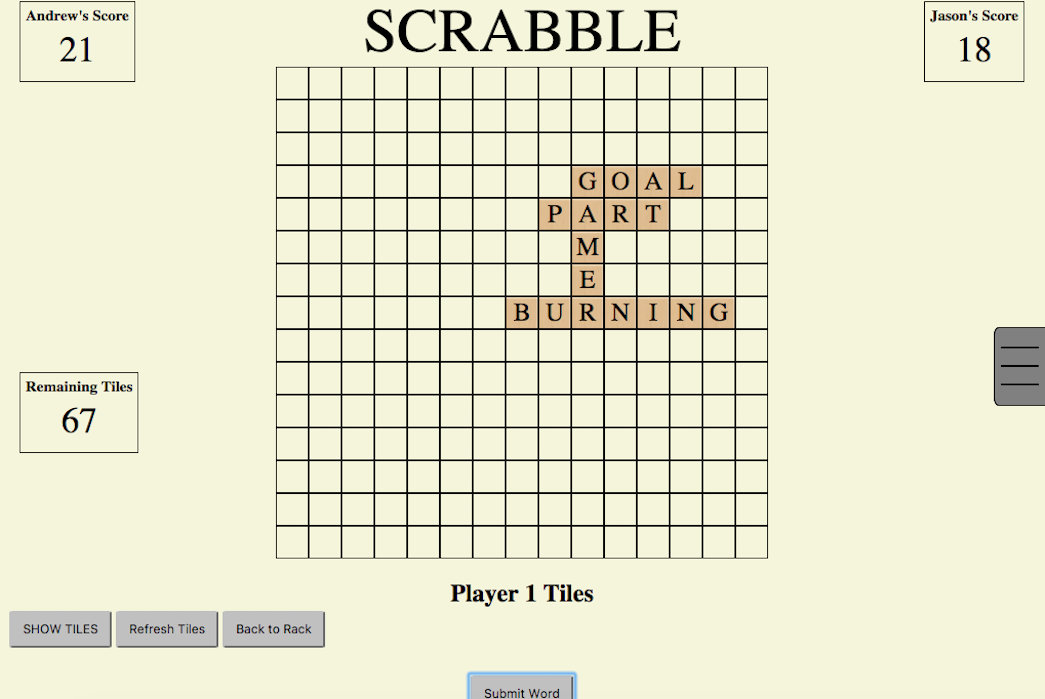 Andrew's Score
21
SCRABBLE
Jason's Score
18
G O A L
P A R T
M
E
B U R N I N G
Remaining Tiles
67
Player 1 Tiles
SHOW TILES Refresh Tiles Back to Rack
Submit Word